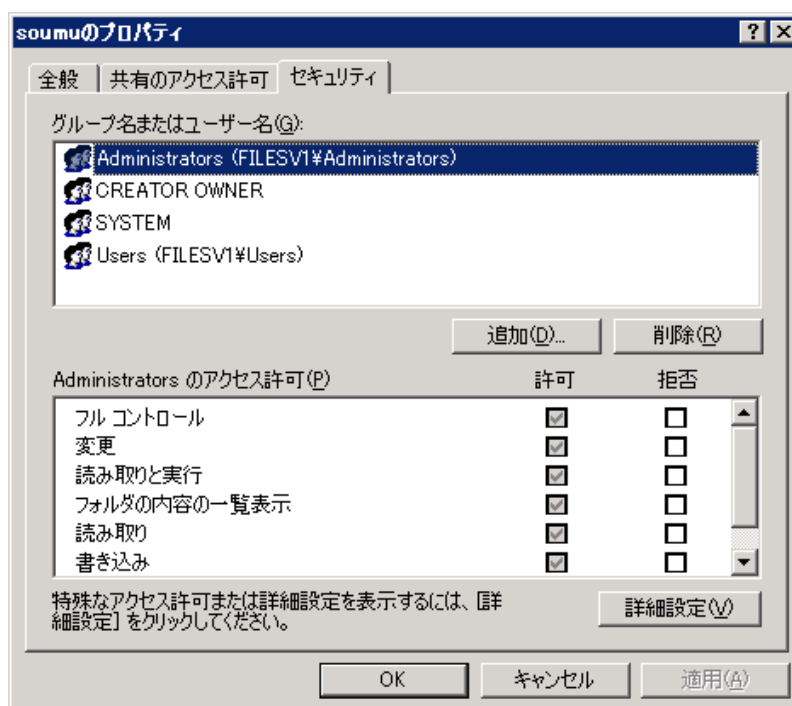 soumuのプロパティ
全般 共有のアクセス許可 セキュリティ
グループ名またはユーザー名(G):
Administrators (FILESV1¥Administrators)
CREATOR OWNER
SYSTEM
Users (FILESV1¥Users)
追加(D)... 削除(R)
Administrators のアクセス許可(P) 許可 拒否
フル コントロール
変更
読み取りと実行
フォルダの内容の一覧表示
読み取り
書き込み
特殊なアクセス許可または詳細設定を表示するには、[詳
細設定] をクリックしてください。
詳細設定(V)
OK キャンセル 適用(A)